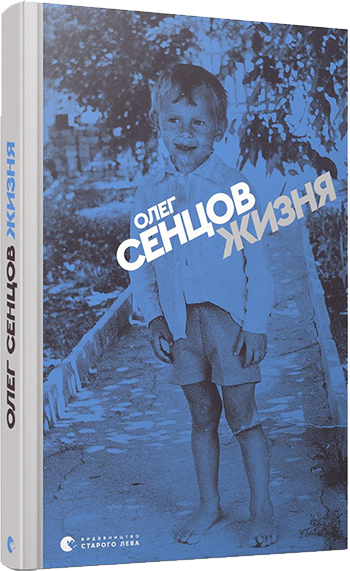 ОЛЕГ
СЕНЦОВ
ЖИЗНЯ
ОЛЕГ СЕНЦОВ ЖИЗНЯ
ВИДАВНИЦТВО
СТАРОГО ЛЕВА